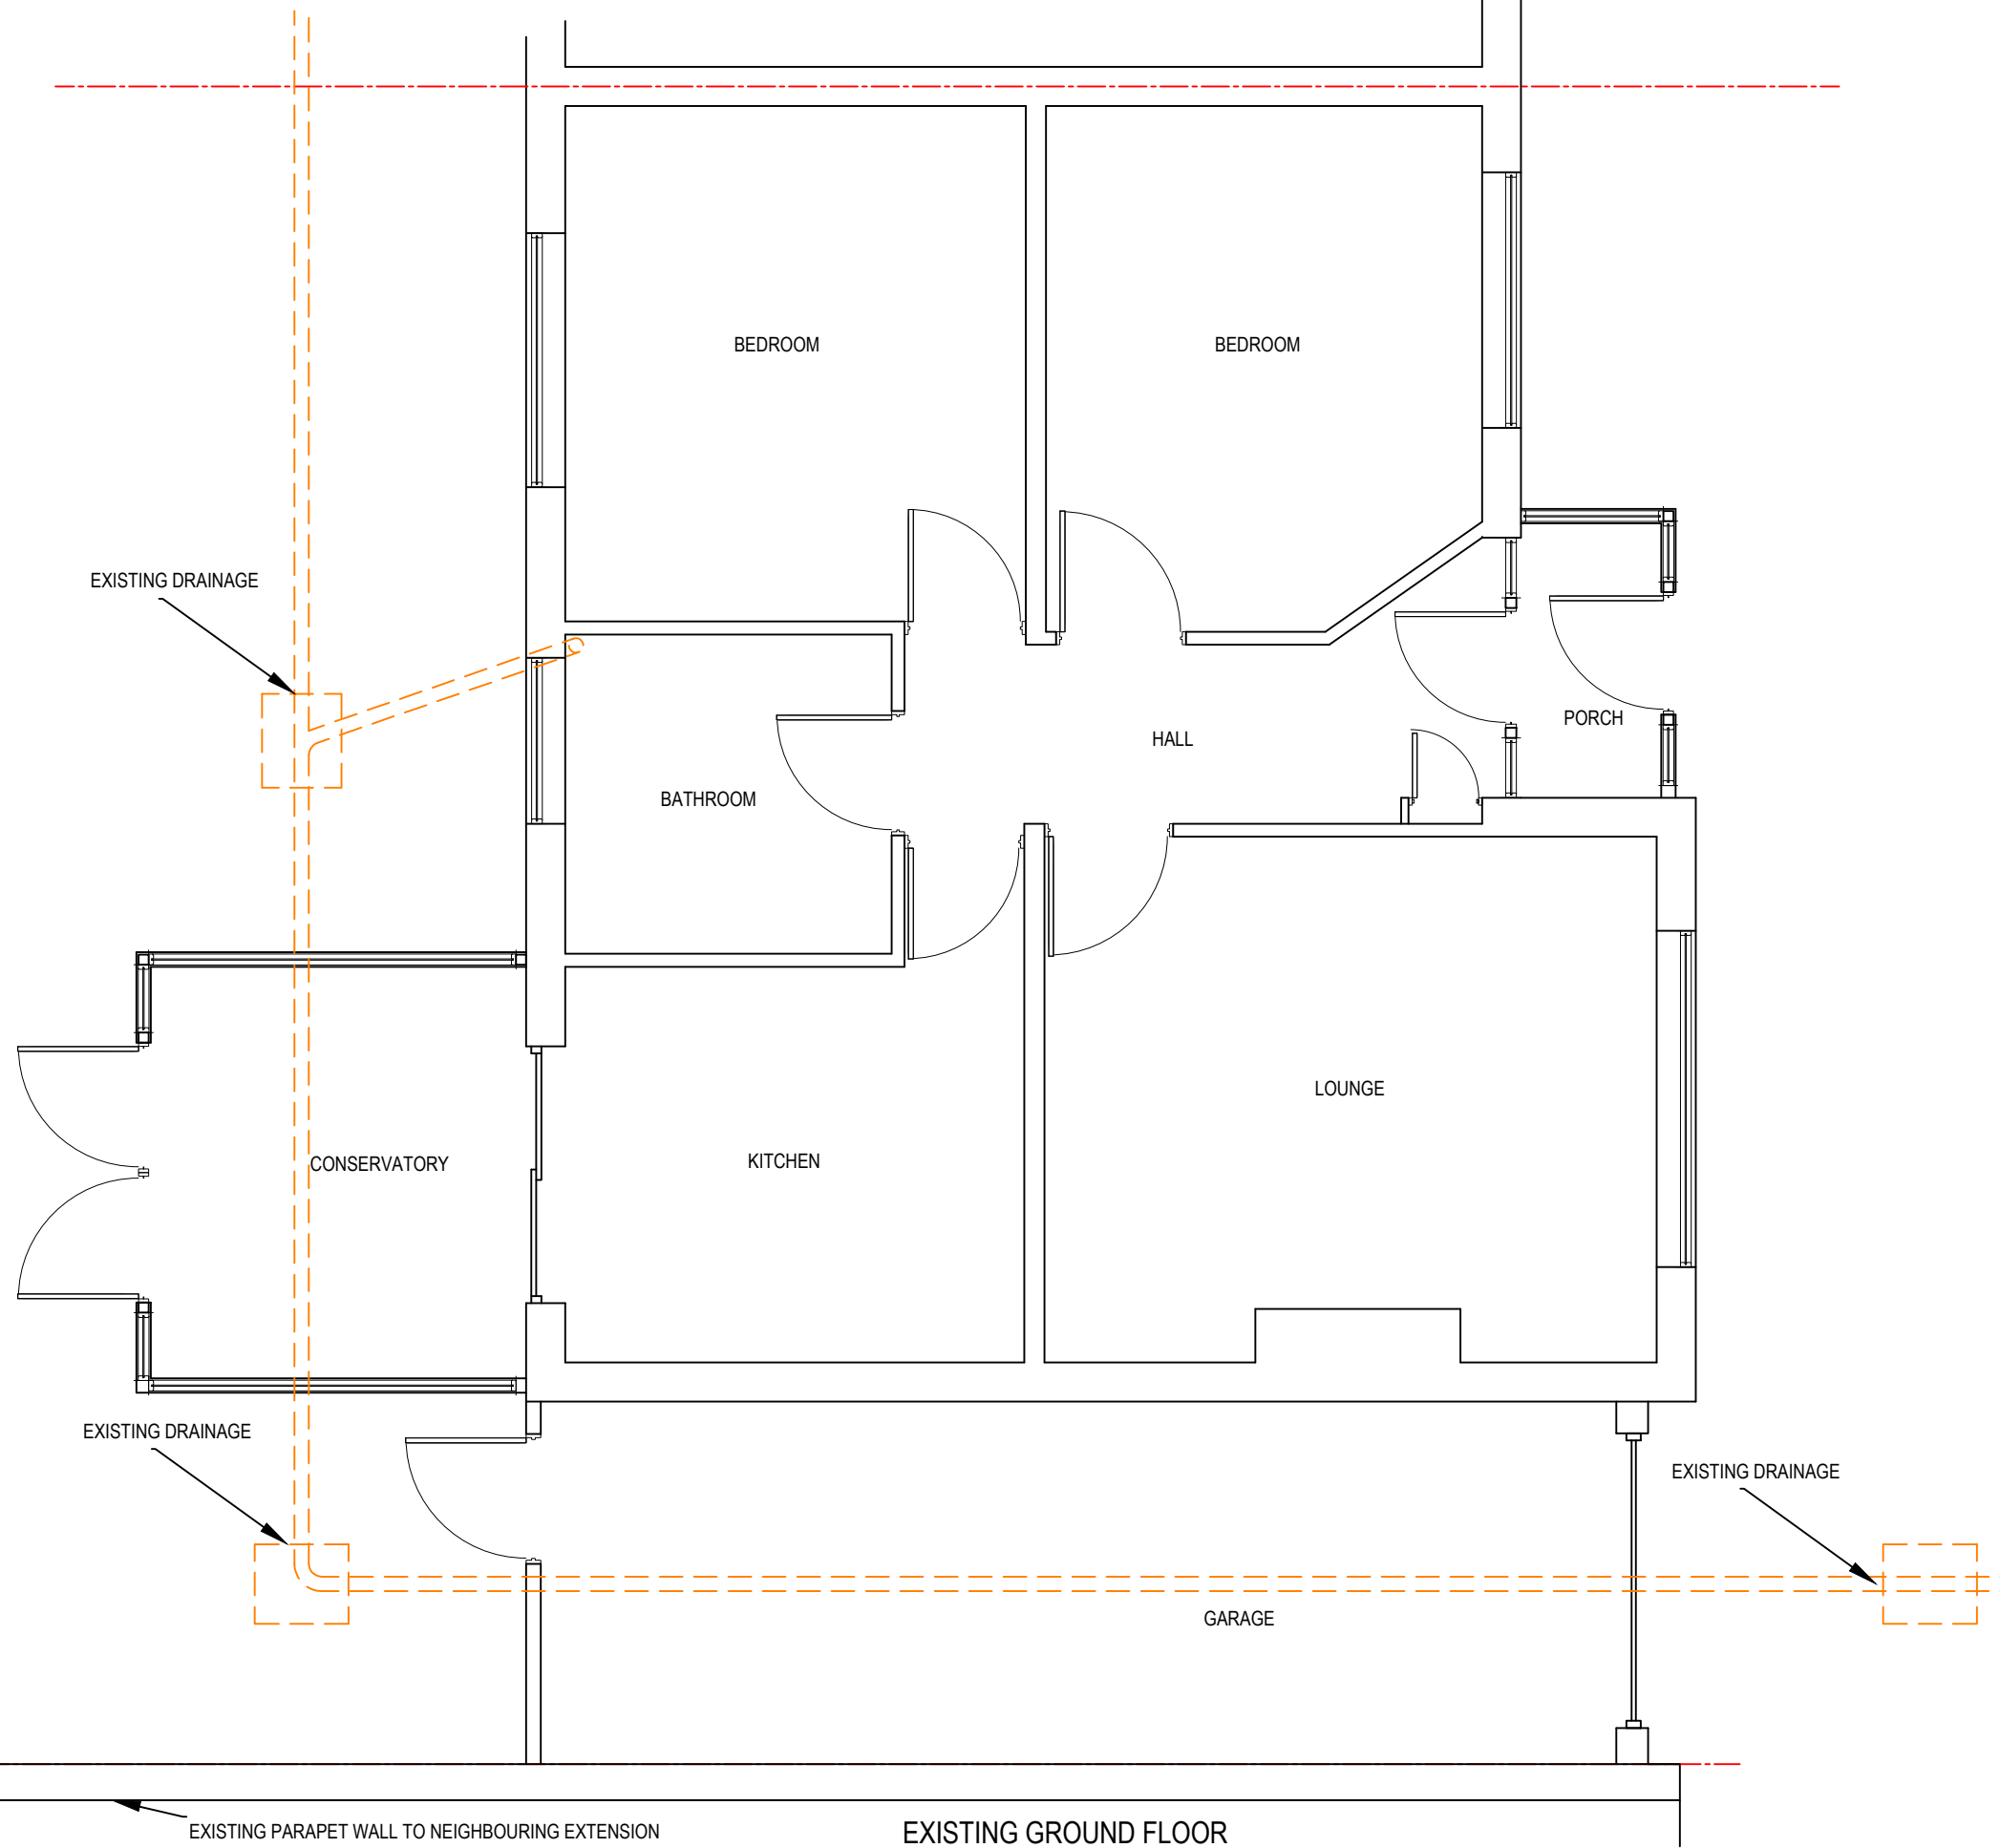 BEDROOM
BEDROOM
EXISTING DRAINAGE
PORCH
HALL
BATHROOM
LOUNGE
CONSERVATORY
KITCHEN
EXISTING DRAINAGE
EXISTING DRAINAGE
GARAGE
EXISTING PARAPET WALL TO NEIGHBOURING EXTENSION
EXISTING GROUND FLOOR